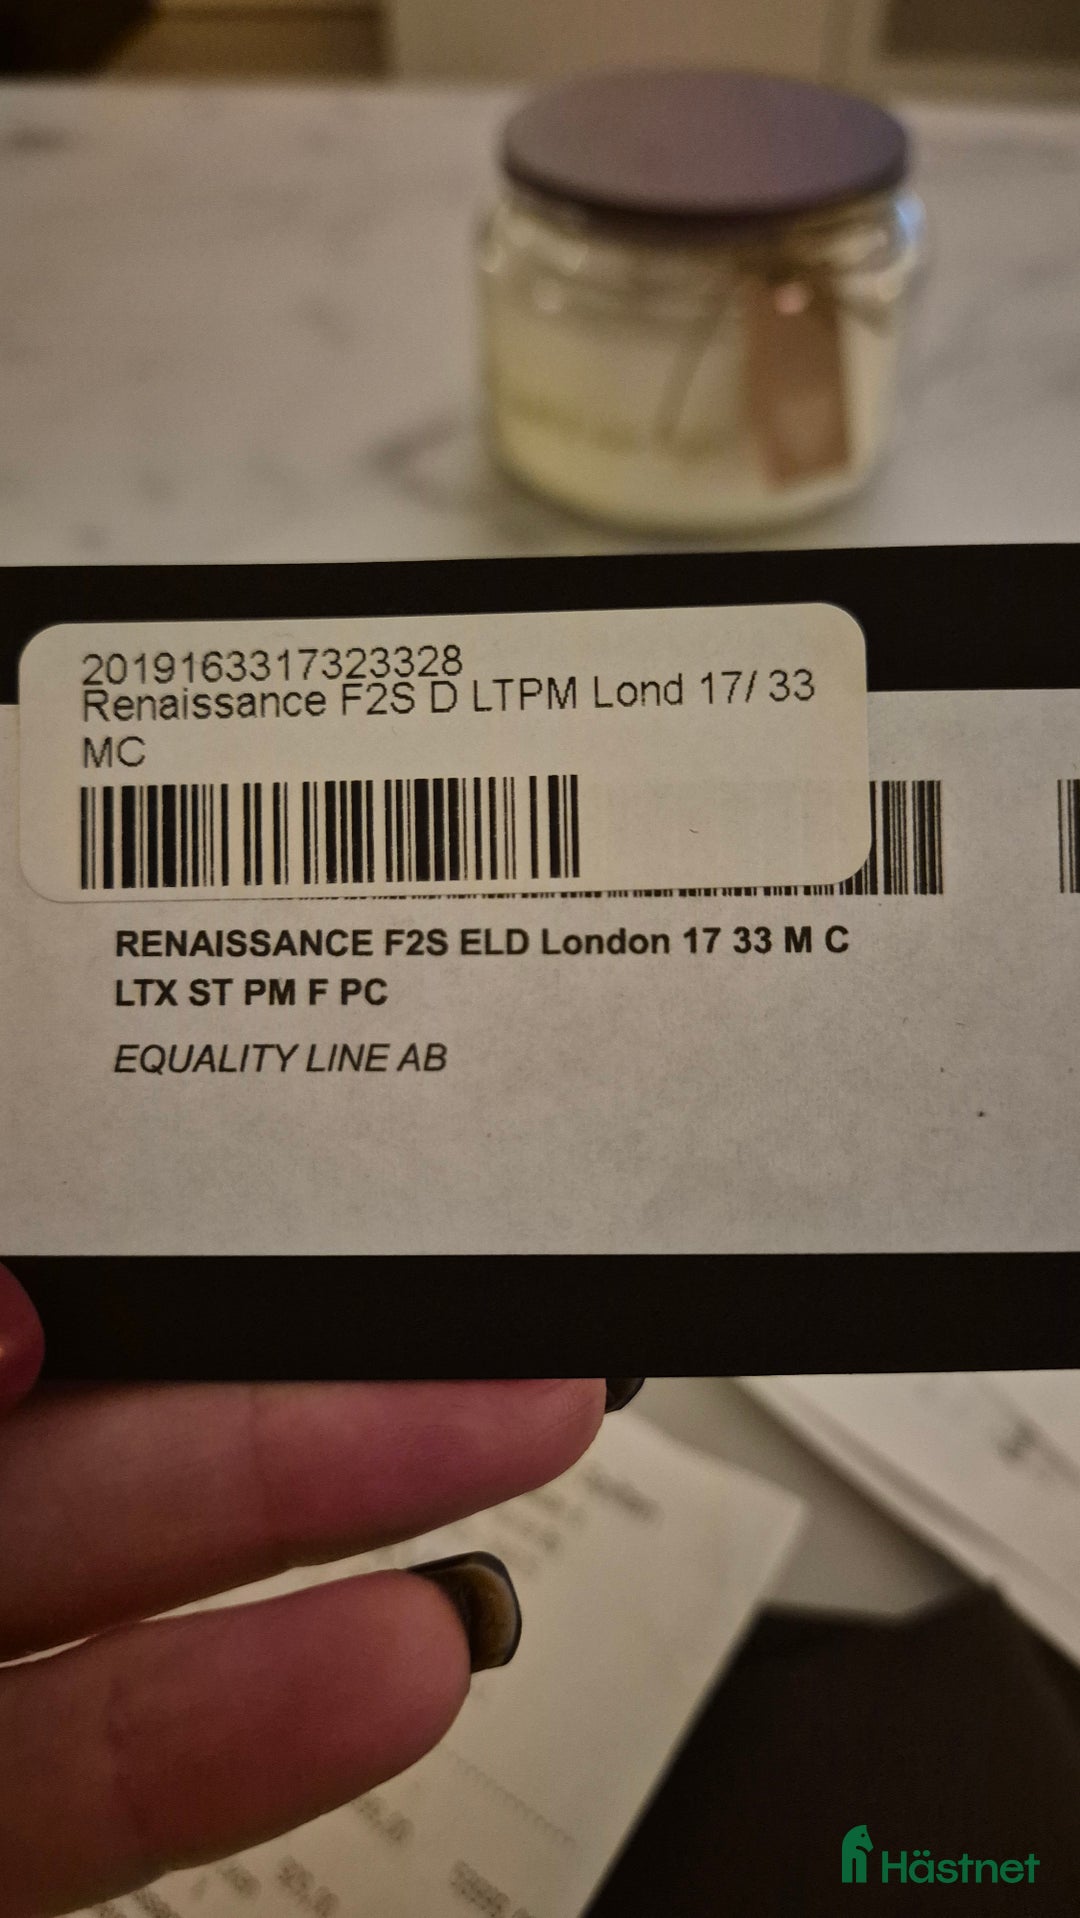 2019163317323328
Renaissance F2S D LTPM Lond 17/ 33
MC
RENAISSANCE F2S ELD London 17 33 M C
LTX ST PM F PC
EQUALITY LINE AB
Hästnet